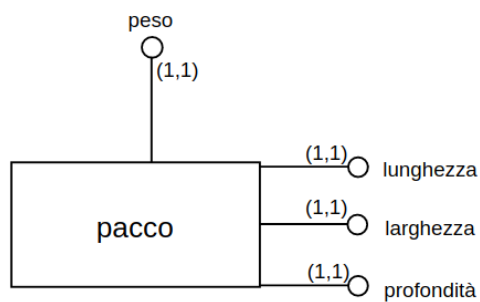 peso
(1,1)
(1,1)
lunghezza
(1,1)
pacco
larghezza
(1,1)
profondità